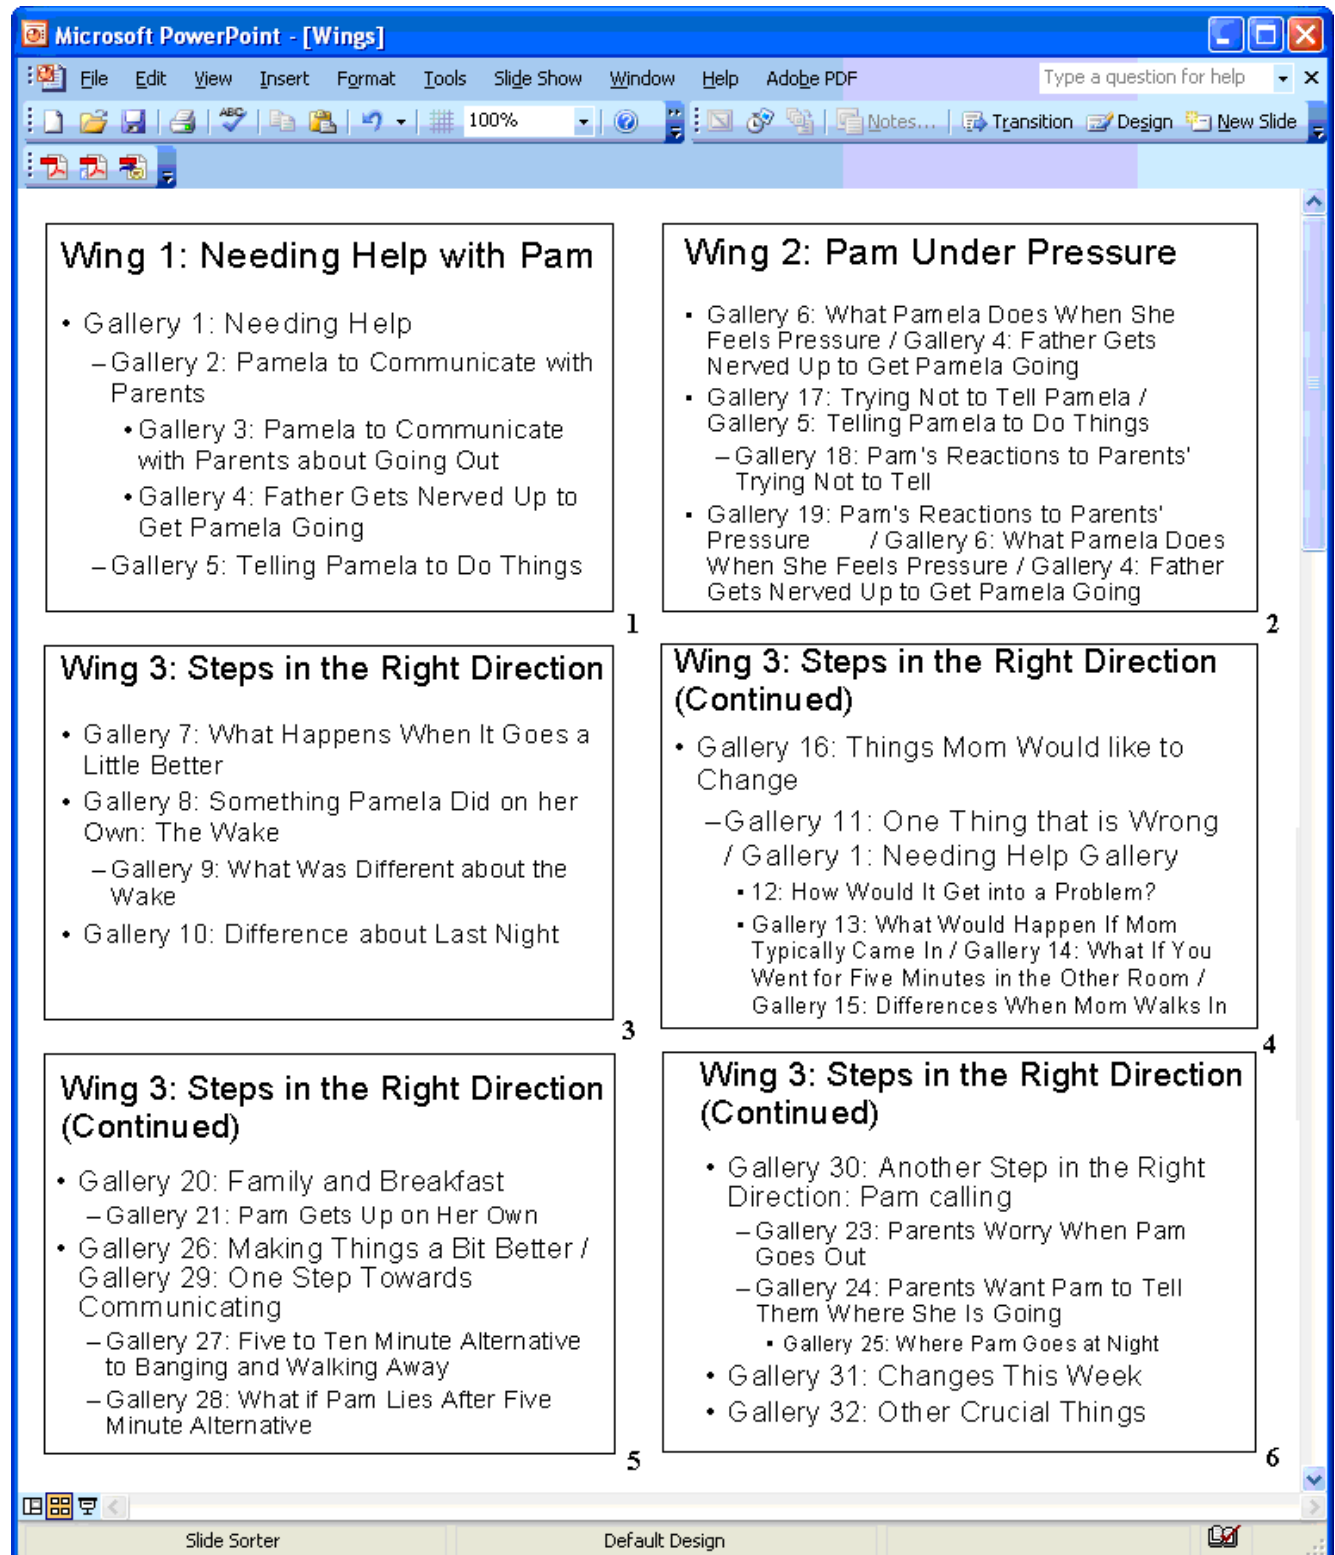 Microsoft PowerPoint - [Wings]
File Edit View Insert Format Tools Slide Show Window Help Adobe PDF Type a question for help
100% Notes... Transition Design New Slide
Wing 1: Needing Help with Pam
• Gallery 1: Needing Help
– Gallery 2: Pamela to Communicate with
Parents
• Gallery 3: Pamela to Communicate
with Parents about Going Out
• Gallery 4: Father Gets Nerved Up to
Get Pamela Going
– Gallery 5: Telling Pamela to Do Things
1
Wing 2: Pam Under Pressure
▪ Gallery 6: What Pamela Does When She
Feels Pressure / Gallery 4: Father Gets
Nerved Up to Get Pamela Going
▪ Gallery 17: Trying Not to Tell Pamela /
Gallery 5: Telling Pamela to Do Things
– Gallery 18: Pam's Reactions to Parents'
Trying Not to Tell
▪ Gallery 19: Pam's Reactions to Parents'
Pressure / Gallery 6: What Pamela Does
When She Feels Pressure / Gallery 4: Father
Gets Nerved Up to Get Pamela Going
2
Wing 3: Steps in the Right Direction
• Gallery 7: What Happens When It Goes a
Little Better
• Gallery 8: Something Pamela Did on her
Own: The Wake
– Gallery 9: What Was Different about the
Wake
• Gallery 10: Difference about Last Night
3
Wing 3: Steps in the Right Direction
(Continued)
• Gallery 16: Things Mom Would like to
Change
– Gallery 11: One Thing that is Wrong
/ Gallery 1: Needing Help Gallery
▪ 12: How Would It Get into a Problem?
▪ Gallery 13: What Would Happen If Mom
Typically Came In / Gallery 14: What If You
Went for Five Minutes in the Other Room /
Gallery 15: Differences When Mom Walks In
4
Wing 3: Steps in the Right Direction
(Continued)
• Gallery 20: Family and Breakfast
– Gallery 21: Pam Gets Up on Her Own
• Gallery 26: Making Things a Bit Better /
Gallery 29: One Step Towards
Communicating
– Gallery 27: Five to Ten Minute Alternative
to Banging and Walking Away
– Gallery 28: What if Pam Lies After Five
Minute Alternative
5
Wing 3: Steps in the Right Direction
(Continued)
• Gallery 30: Another Step in the Right
Direction: Pam calling
– Gallery 23: Parents Worry When Pam
Goes Out
– Gallery 24: Parents Want Pam to Tell
Them Where She Is Going
▪ Gallery 25: Where Pam Goes at Night
• Gallery 31: Changes This Week
• Gallery 32: Other Crucial Things
6
Slide Sorter Default Design